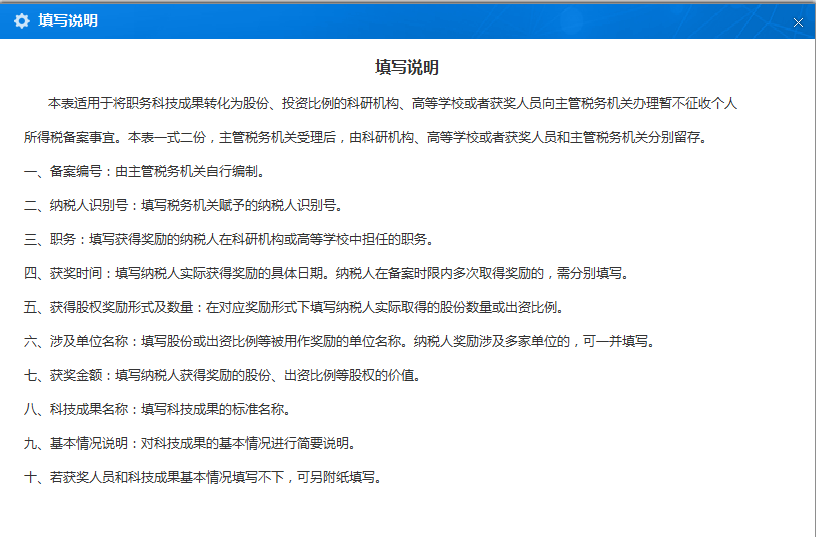 填写说明
填写说明
本表适用于将职务科技成果转化为股份、投资比例的科研机构、高等学校或者获奖人员向主管税务机关办理暂不征收个人
所得税备案事宜。本表一式二份，主管税务机关受理后，由科研机构、高等学校或者获奖人员和主管税务机关分别留存。
一、备案编号：由主管税务机关自行编制。
二、纳税人识别号：填写税务机关赋予的纳税人识别号。
三、职务：填写获得奖励的纳税人在科研机构或高等学校中担任的职务。
四、获奖时间：填写纳税人实际获得奖励的具体日期。纳税人在备案时限内多次取得奖励的，需分别填写。
五、获得股权奖励形式及数量：在对应奖励形式下填写纳税人实际取得的股份数量或出资比例。
六、涉及单位名称：填写股份或出资比例等被用作奖励的单位名称。纳税人奖励涉及多家单位的，可一并填写。
七、获奖金额：填写纳税人获得奖励的股份、出资比例等股权的价值。
八、科技成果名称：填写科技成果的标准名称。
九、基本情况说明：对科技成果的基本情况进行简要说明。
十、若获奖人员和科技成果基本情况填写不下，可另附纸填写。